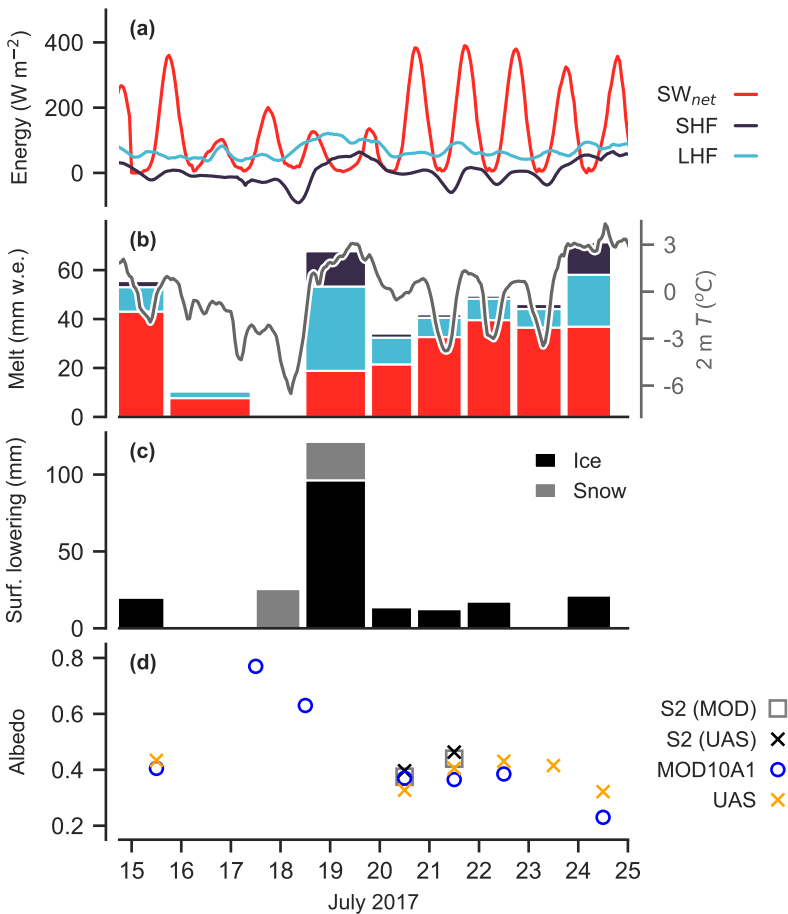 (a)
400
200
0
Energy (W m⁻²)
SW_net
SHF
LHF
(b)
60
40
20
0
Melt (mm w.e.)
3
0
-3
-6
2 m T (°C)
(c)
100
50
0
Surf. lowering (mm)
Ice
Snow
(d)
0.8
0.6
0.4
0.2
Albedo
S2 (MOD)
S2 (UAS)
MOD10A1
UAS
15 16 17 18 19 20 21 22 23 24 25
July 2017